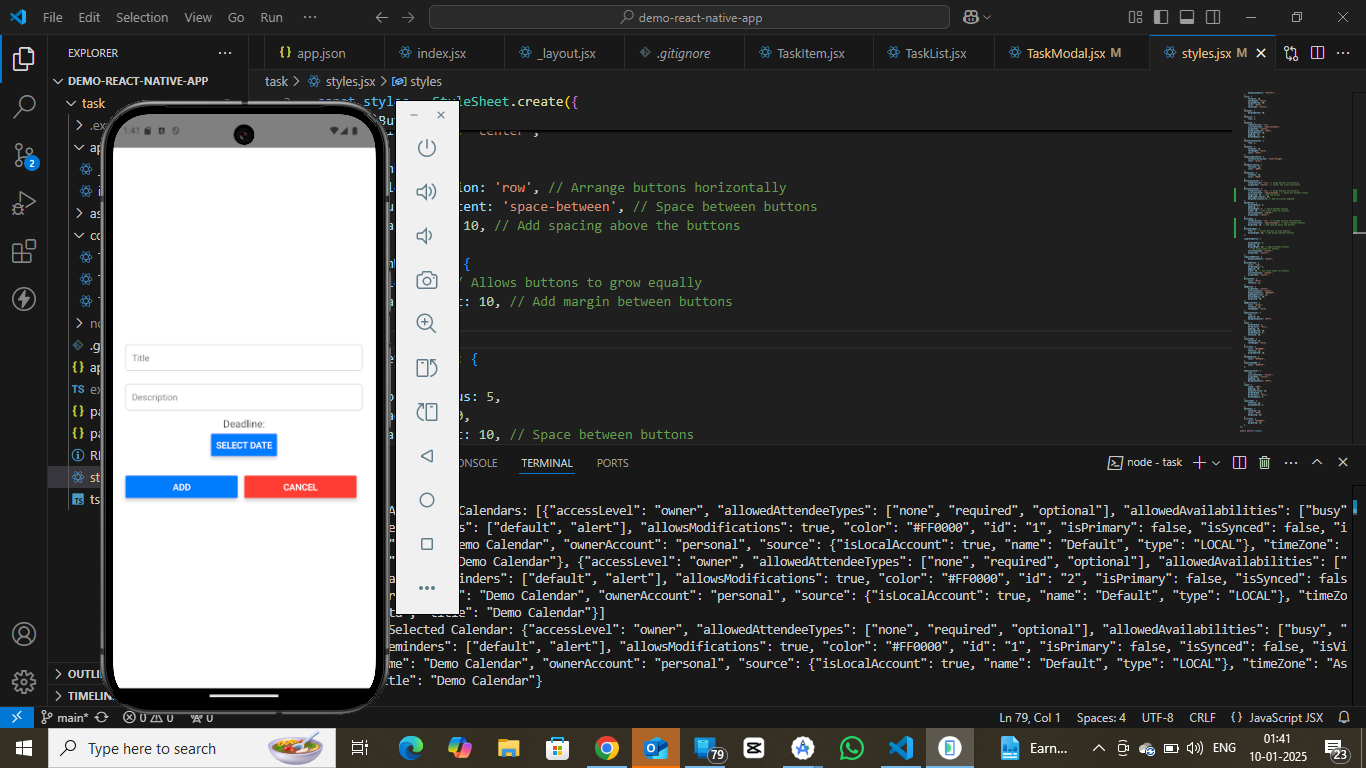 File Edit Selection View Go Run ··· demo-react-native-app
EXPLORER ···
app.json index.jsx _layout.jsx .gitignore TaskItem.jsx TaskList.jsx TaskModal.jsx M styles.jsx M
DEMO-REACT-NATIVE-APP
task > styles.jsx > styles
task
StyleSheet.create({
1:41
ion: 'row', // Arrange buttons horizontally
tent: 'space-between', // Space between buttons
10, // Add spacing above the buttons
{
/ Allows buttons to grow equally
t: 10, // Add margin between buttons
: {
us: 5,
t: 10, // Space between buttons
Title
Description
Deadline:
SELECT DATE
ADD CANCEL
ONSOLE TERMINAL PORTS node - task
Calendars: [{"accessLevel": "owner", "allowedAttendeeTypes": ["none", "required", "optional"], "allowedAvailabilities": ["busy"
s": ["default", "alert"], "allowsModifications": true, "color": "#FF0000", "id": "1", "isPrimary": false, "isSynced": false, "i
emo Calendar", "ownerAccount": "personal", "source": {"isLocalAccount": true, "name": "Default", "type": "LOCAL"}, "timeZone":
Demo Calendar"}, {"accessLevel": "owner", "allowedAttendeeTypes": ["none", "required", "optional"], "allowedAvailabilities": ["
inders": ["default", "alert"], "allowsModifications": true, "color": "#FF0000", "id": "2", "isPrimary": false, "isSynced": fals
: "Demo Calendar", "ownerAccount": "personal", "source": {"isLocalAccount": true, "name": "Default", "type": "LOCAL"}, "timeZo
"title": "Demo Calendar"}]
Selected Calendar: {"accessLevel": "owner", "allowedAttendeeTypes": ["none", "required", "optional"], "allowedAvailabilities": ["busy", "
eminders": ["default", "alert"], "allowsModifications": true, "color": "#FF0000", "id": "1", "isPrimary": false, "isSynced": false, "isVi
me": "Demo Calendar", "ownerAccount": "personal", "source": {"isLocalAccount": true, "name": "Default", "type": "LOCAL"}, "timeZone": "As
itle": "Demo Calendar"}
OUTLI
TIMELINE
main* 0 0 0 Ln 79, Col 1 Spaces: 4 UTF-8 CRLF {} JavaScript JSX
Type here to search 79 Earn... ENG 01:41
10-01-2025 23